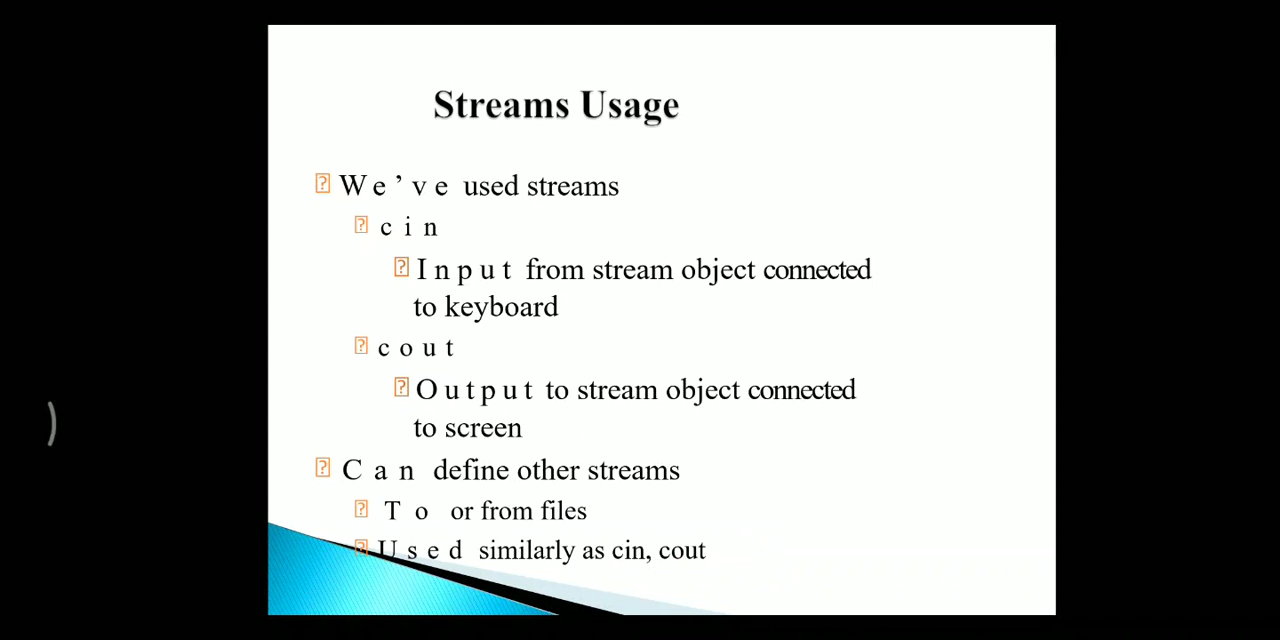 Streams Usage
We’ve used streams
cin
Input from stream object connected
to keyboard
cout
Output to stream object connected
to screen
Can define other streams
To or from files
Used similarly as cin, cout